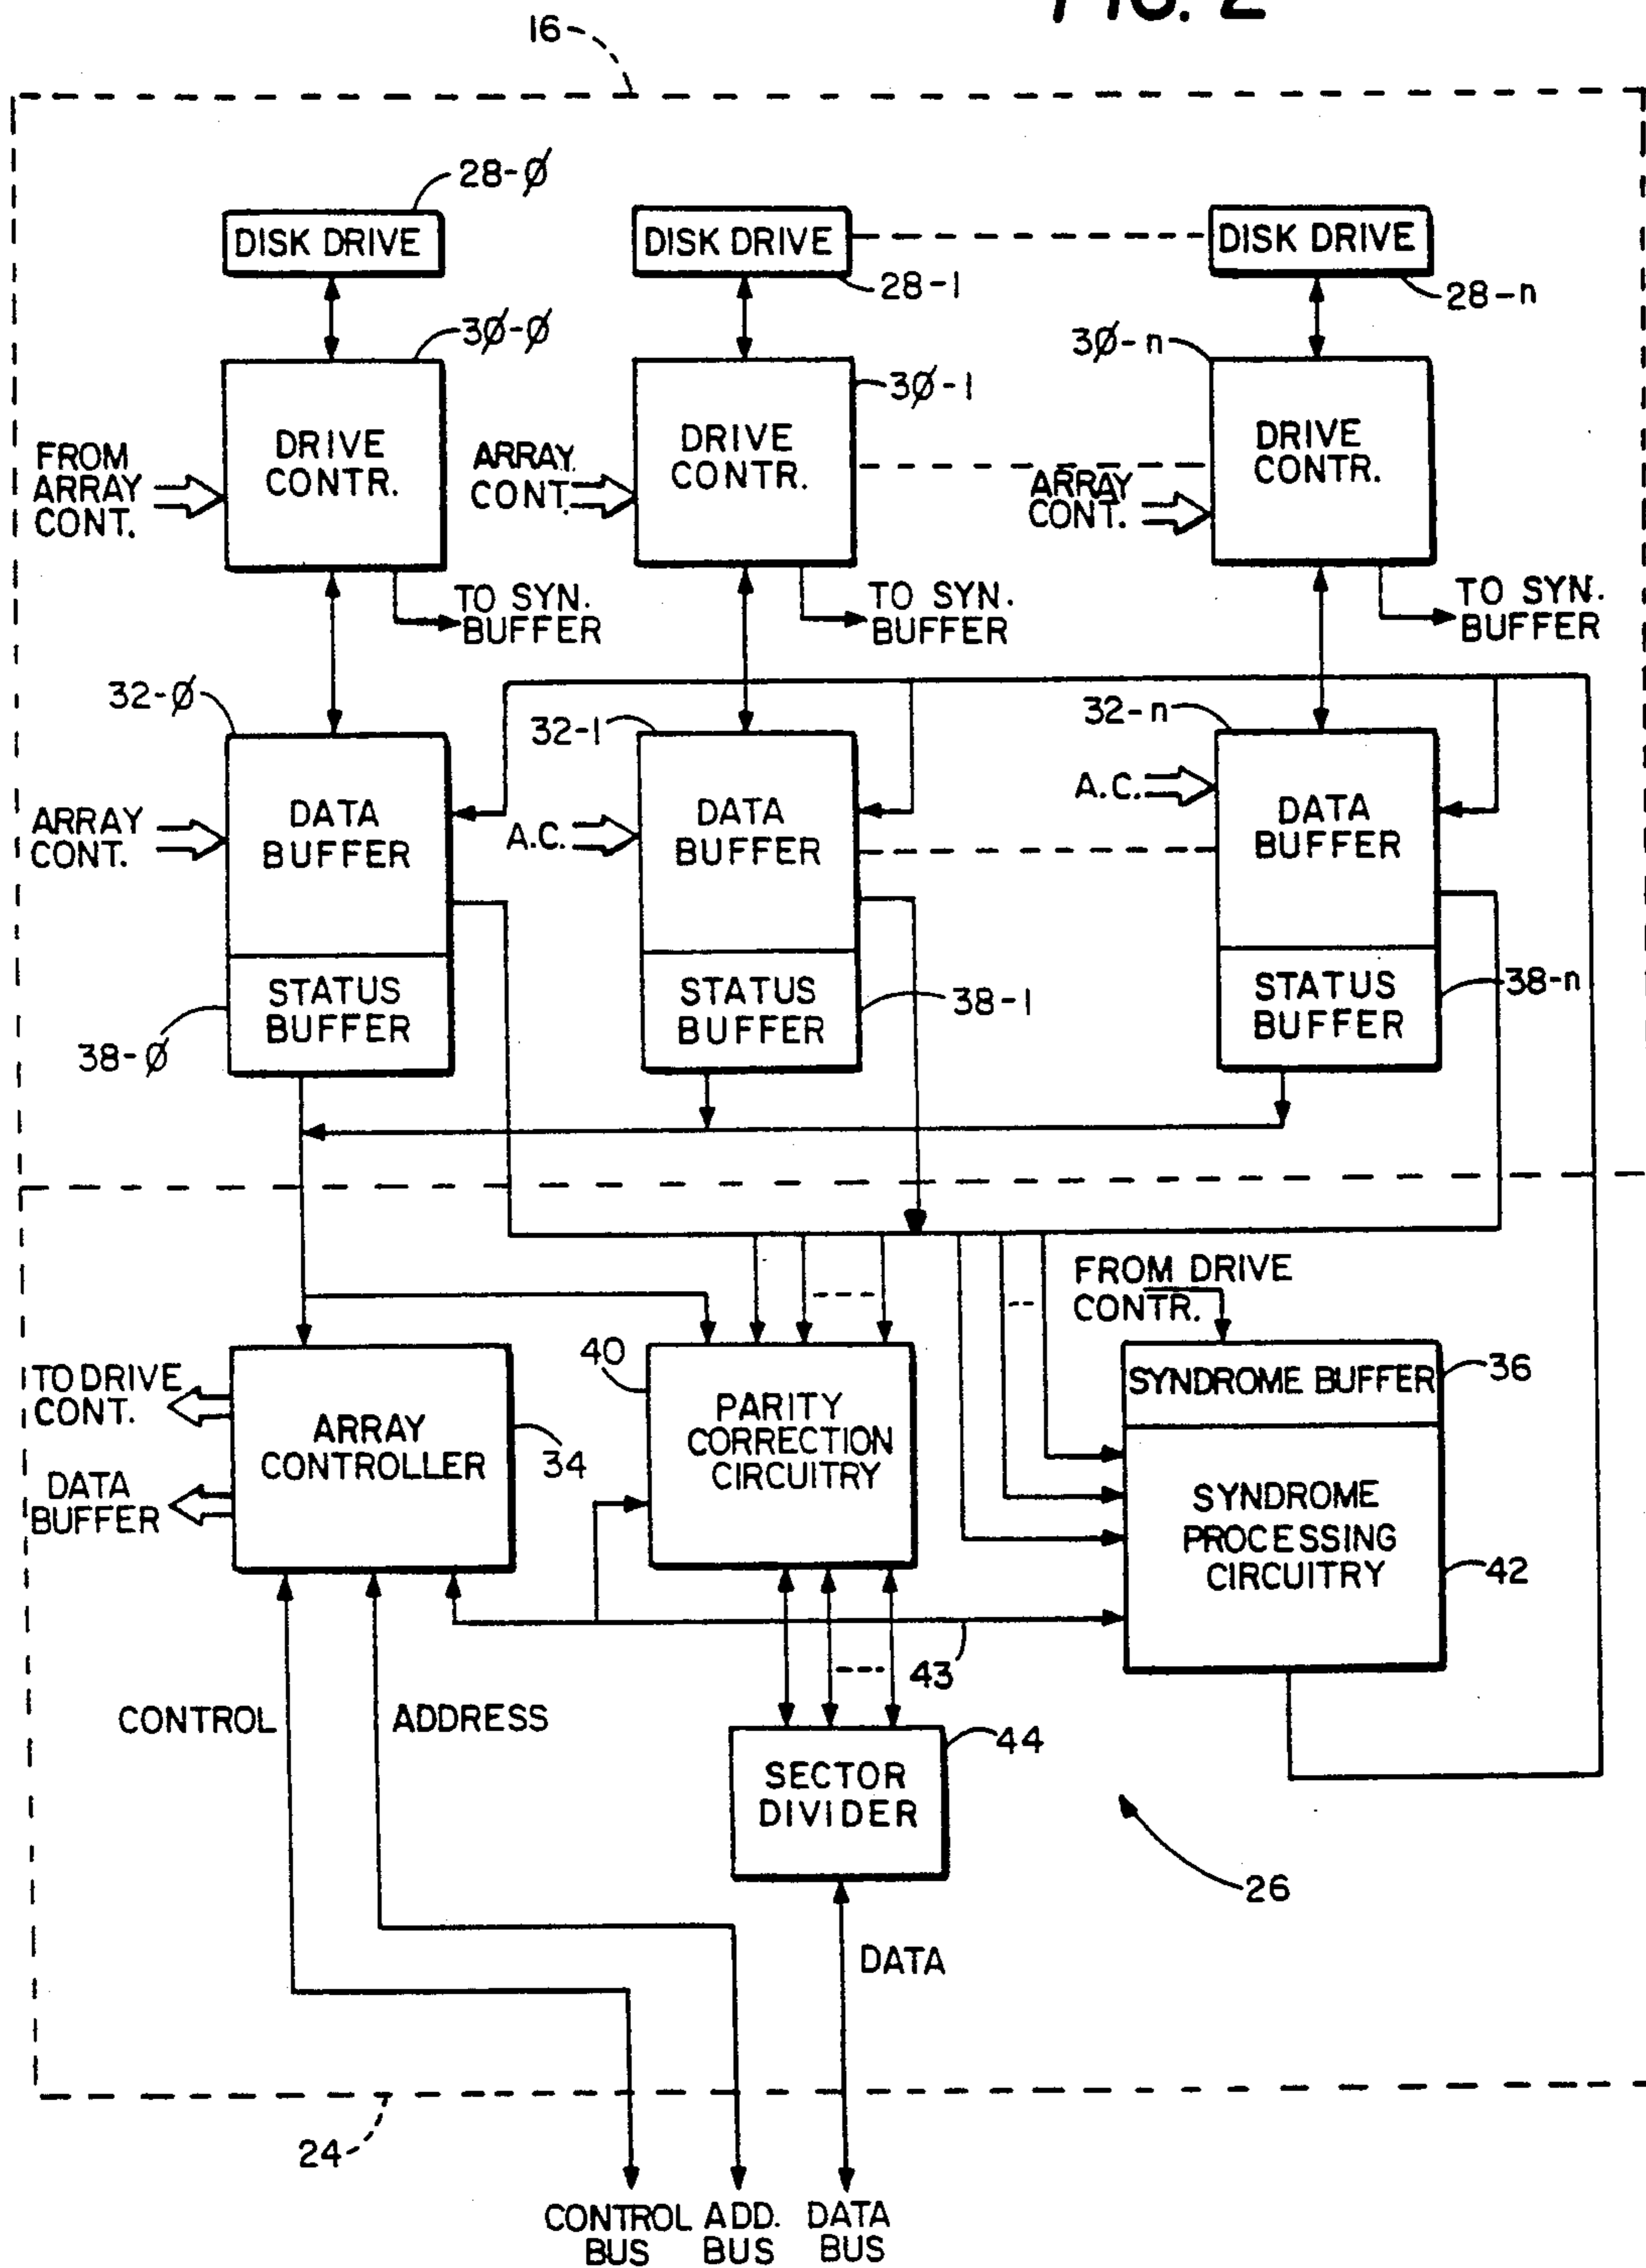 FIG. 2
16
28-Ø
DISK DRIVE
DISK DRIVE
DISK DRIVE
28-1
28-n
3Ø-Ø
3Ø-1
3Ø-n
DRIVE
CONTR.
DRIVE
CONTR.
DRIVE
CONTR.
FROM
ARRAY
CONT.
ARRAY
CONT.
ARRAY
CONT.
TO SYN.
BUFFER
TO SYN.
BUFFER
TO SYN.
BUFFER
32-Ø
32-1
32-n
ARRAY
CONT.
DATA
BUFFER
A.C.
DATA
BUFFER
A.C.
DATA
BUFFER
STATUS
BUFFER
STATUS
BUFFER
STATUS
BUFFER
38-Ø
38-1
38-n
FROM DRIVE
CONTR.
TO DRIVE
CONT.
DATA
BUFFER
ARRAY
CONTROLLER
34
40
PARITY
CORRECTION
CIRCUITRY
SYNDROME BUFFER
36
SYNDROME
PROCESSING
CIRCUITRY
42
43
CONTROL
ADDRESS
44
SECTOR
DIVIDER
26
DATA
24
CONTROL
BUS
ADD.
BUS
DATA
BUS